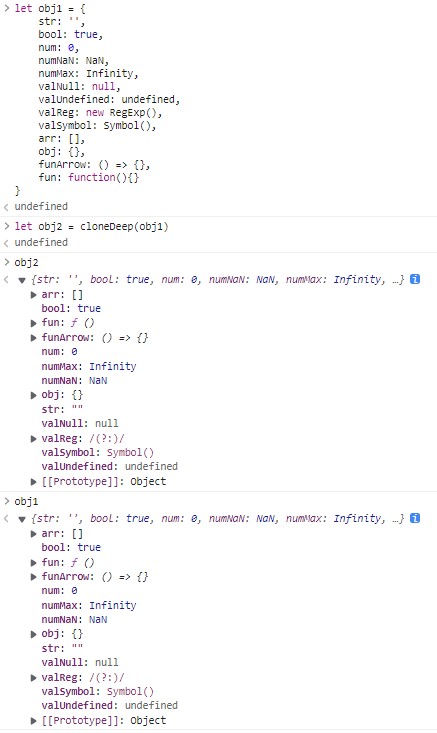 > let obj1 = {
str: '',
bool: true,
num: 0,
numNaN: NaN,
numMax: Infinity,
valNull: null,
valUndefined: undefined,
valReg: new RegExp(),
valSymbol: Symbol(),
arr: [],
obj: {},
funArrow: () => {},
fun: function(){}
}
< undefined
> let obj2 = cloneDeep(obj1)
< undefined
> obj2
< ▼ {str: '', bool: true, num: 0, numNaN: NaN, numMax: Infinity, …} i
▶ arr: []
bool: true
▶ fun: ƒ ()
▶ funArrow: () => {}
num: 0
numMax: Infinity
numNaN: NaN
▶ obj: {}
str: ""
valNull: null
▶ valReg: /(?:)/
valSymbol: Symbol()
valUndefined: undefined
▶ [[Prototype]]: Object
> obj1
< ▼ {str: '', bool: true, num: 0, numNaN: NaN, numMax: Infinity, …} i
▶ arr: []
bool: true
▶ fun: ƒ ()
▶ funArrow: () => {}
num: 0
numMax: Infinity
numNaN: NaN
▶ obj: {}
str: ""
valNull: null
▶ valReg: /(?:)/
valSymbol: Symbol()
valUndefined: undefined
▶ [[Prototype]]: Object